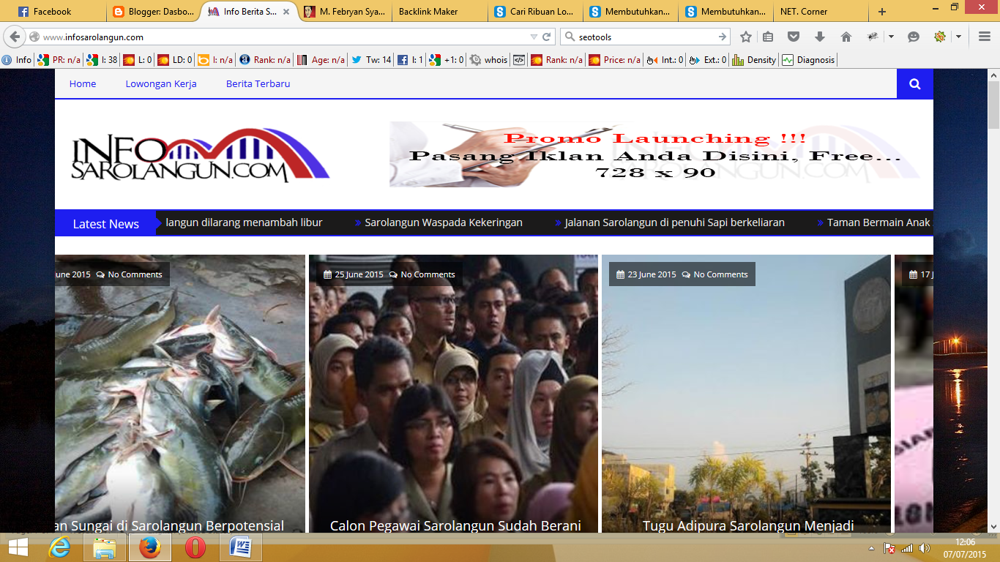 Facebook
Blogger: Dasbo...
Info Berita S...
M. Febryan Sya...
Backlink Maker
Cari Ribuan Lo...
Membutuhkan...
Membutuhkan...
NET. Corner
www.infosarolangun.com
seotools
Info PR: n/a I: 38 L: 0 LD: 0 I: n/a Rank: n/a Age: n/a Tw: 14 I: 1 +1: 0 whois Rank: n/a Price: n/a Int.: 0 Ext.: 0 Density Diagnosis
Home Lowongan Kerja Berita Terbaru
INFO
SAROLANGUN.COM
Promo Launching !!!
Pasang Iklan Anda Disini, Free...
728 x 90
Latest News langun dilarang menambah libur Sarolangun Waspada Kekeringan Jalanan Sarolangun di penuhi Sapi berkeliaran Taman Bermain Anak
une 2015 No Comments
25 June 2015 No Comments
23 June 2015 No Comments
17 J
an Sungai di Sarolangun Berpotensial
Calon Pegawai Sarolangun Sudah Berani
Tugu Adipura Sarolangun Menjadi
12:06
07/07/2015